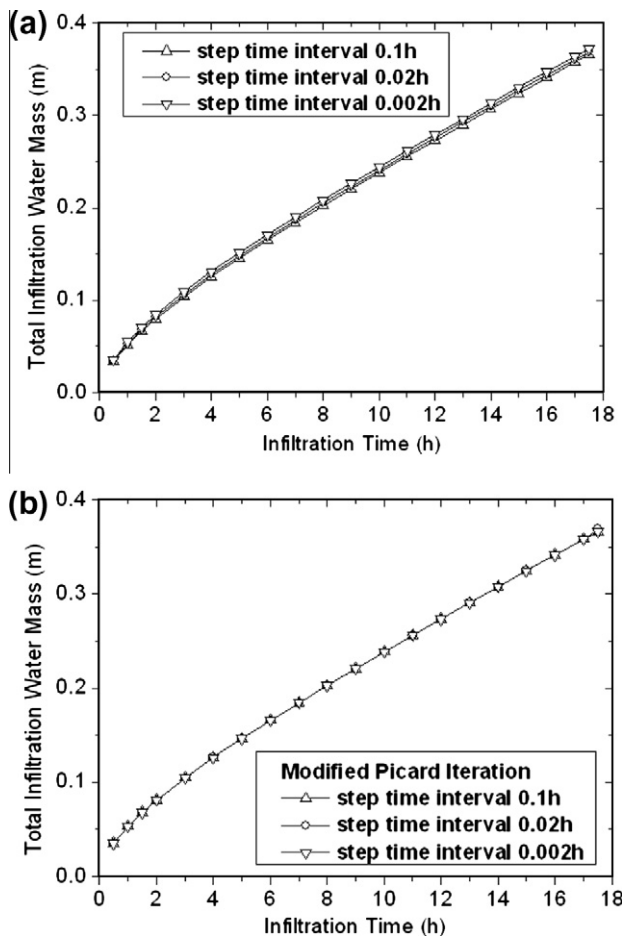 (a)
0.4
0.3
0.2
0.1
0.0
Total Infiltration Water Mass (m)
step time interval 0.1h
step time interval 0.02h
step time interval 0.002h
0 2 4 6 8 10 12 14 16 18
Infiltration Time (h)
(b)
0.4
0.3
0.2
0.1
0.0
Total Infiltration Water Mass (m)
Modified Picard Iteration
step time interval 0.1h
step time interval 0.02h
step time interval 0.002h
0 2 4 6 8 10 12 14 16 18
Infiltration Time (h)